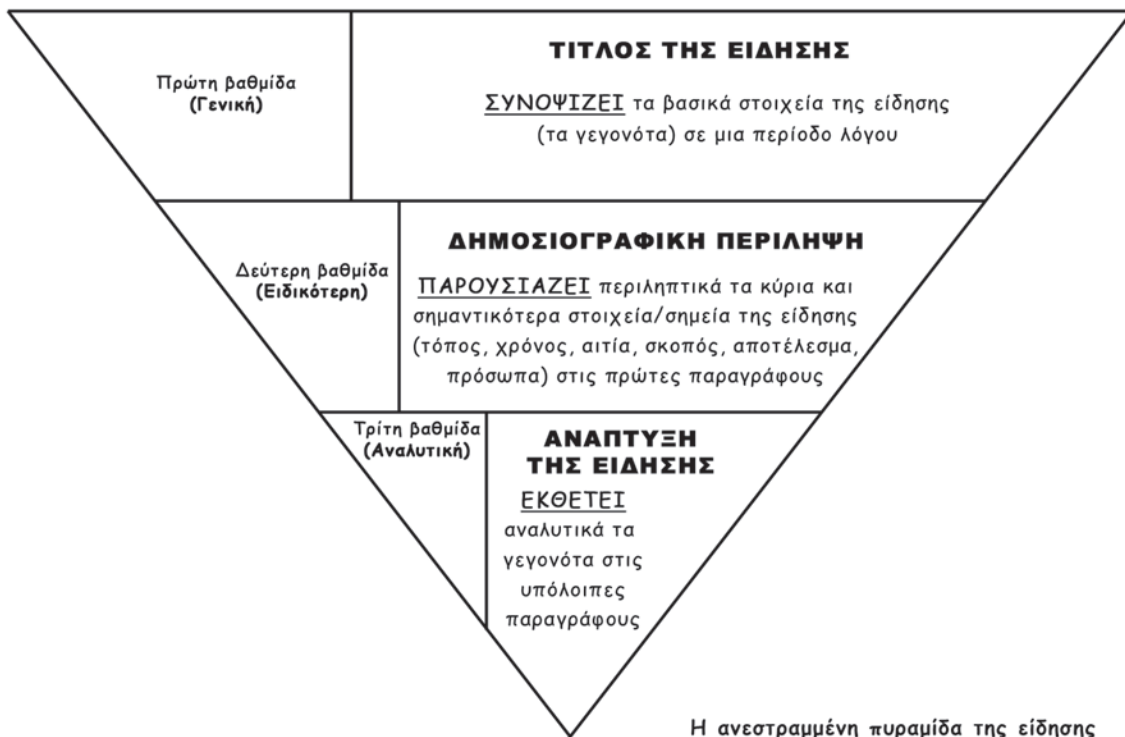 Πρώτη βαθμίδα
(Γενική)
ΤΙΤΛΟΣ ΤΗΣ ΕΙΔΗΣΗΣ
ΣΥΝΟΨΙΖΕΙ τα βασικά στοιχεία της είδησης
(τα γεγονότα) σε μια περίοδο λόγου
Δεύτερη βαθμίδα
(Ειδικότερη)
ΔΗΜΟΣΙΟΓΡΑΦΙΚΗ ΠΕΡΙΛΗΨΗ
ΠΑΡΟΥΣΙΑΖΕΙ περιληπτικά τα κύρια και
σημαντικότερα στοιχεία/σημεία της είδησης
(τόπος, χρόνος, αιτία, σκοπός, αποτέλεσμα,
πρόσωπα) στις πρώτες παραγράφους
Τρίτη βαθμίδα
(Αναλυτική)
ΑΝΑΠΤΥΞΗ
ΤΗΣ ΕΙΔΗΣΗΣ
ΕΚΘΕΤΕΙ
αναλυτικά τα
γεγονότα στις
υπόλοιπες
παραγράφους
Η ανεστραμμένη πυραμίδα της είδησης